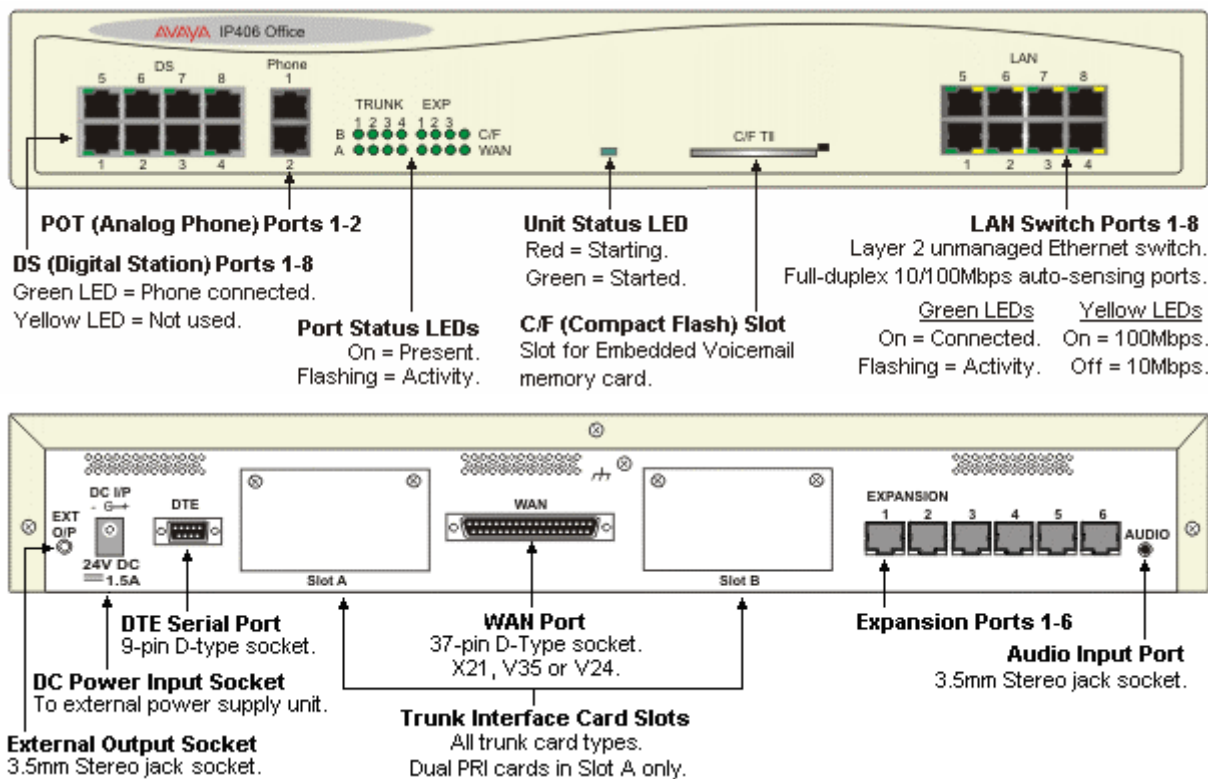 AVAYA IP406 Office
DS Phone LAN
5 6 7 8 1 5 6 7 8
TRUNK EXP
1 2 3 4 1 2 3
B C/F
A WAN
C/F TII
1 2 3 4 2 1 2 3 4
POT (Analog Phone) Ports 1-2
DS (Digital Station) Ports 1-8
Green LED = Phone connected.
Yellow LED = Not used.
Port Status LEDs
On = Present.
Flashing = Activity.
Unit Status LED
Red = Starting.
Green = Started.
C/F (Compact Flash) Slot
Slot for Embedded Voicemail
memory card.
LAN Switch Ports 1-8
Layer 2 unmanaged Ethernet switch.
Full-duplex 10/100Mbps auto-sensing ports.
Green LEDs Yellow LEDs
On = Connected. On = 100Mbps.
Flashing = Activity. Off = 10Mbps.
EXT
O/P
DC I/P
- G +
24V DC
1.5A
DTE
Slot A
WAN
Slot B
EXPANSION
1 2 3 4 5 6
AUDIO
DTE Serial Port
9-pin D-type socket.
DC Power Input Socket
To external power supply unit.
External Output Socket
3.5mm Stereo jack socket.
WAN Port
37-pin D-Type socket.
X21, V35 or V24.
Trunk Interface Card Slots
All trunk card types.
Dual PRI cards in Slot A only.
Expansion Ports 1-6
Audio Input Port
3.5mm Stereo jack socket.